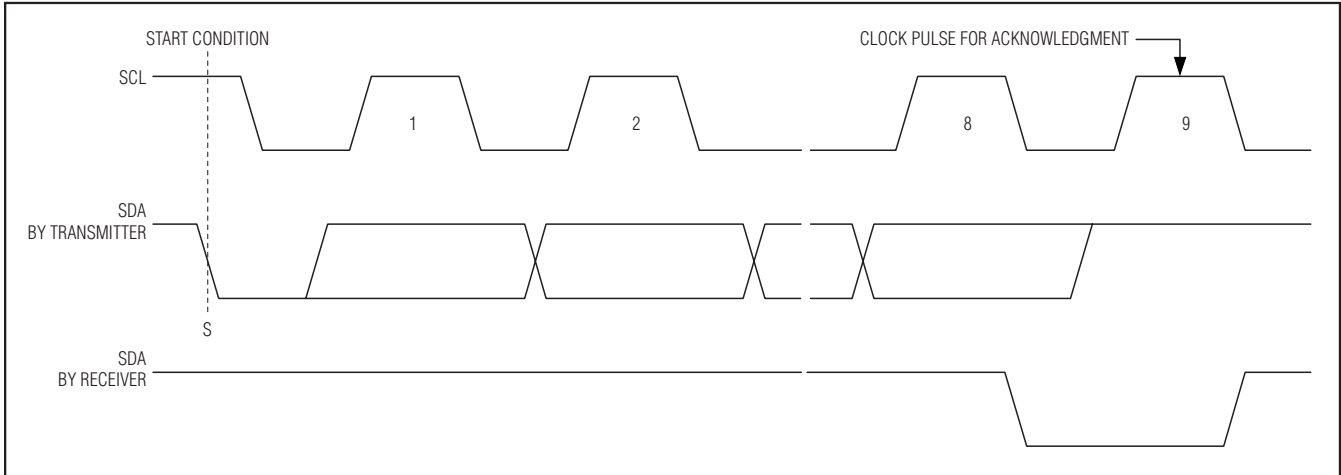 START CONDITION
CLOCK PULSE FOR ACKNOWLEDGMENT
SCL
1
2
8
9
SDA
BY TRANSMITTER
S
SDA
BY RECEIVER